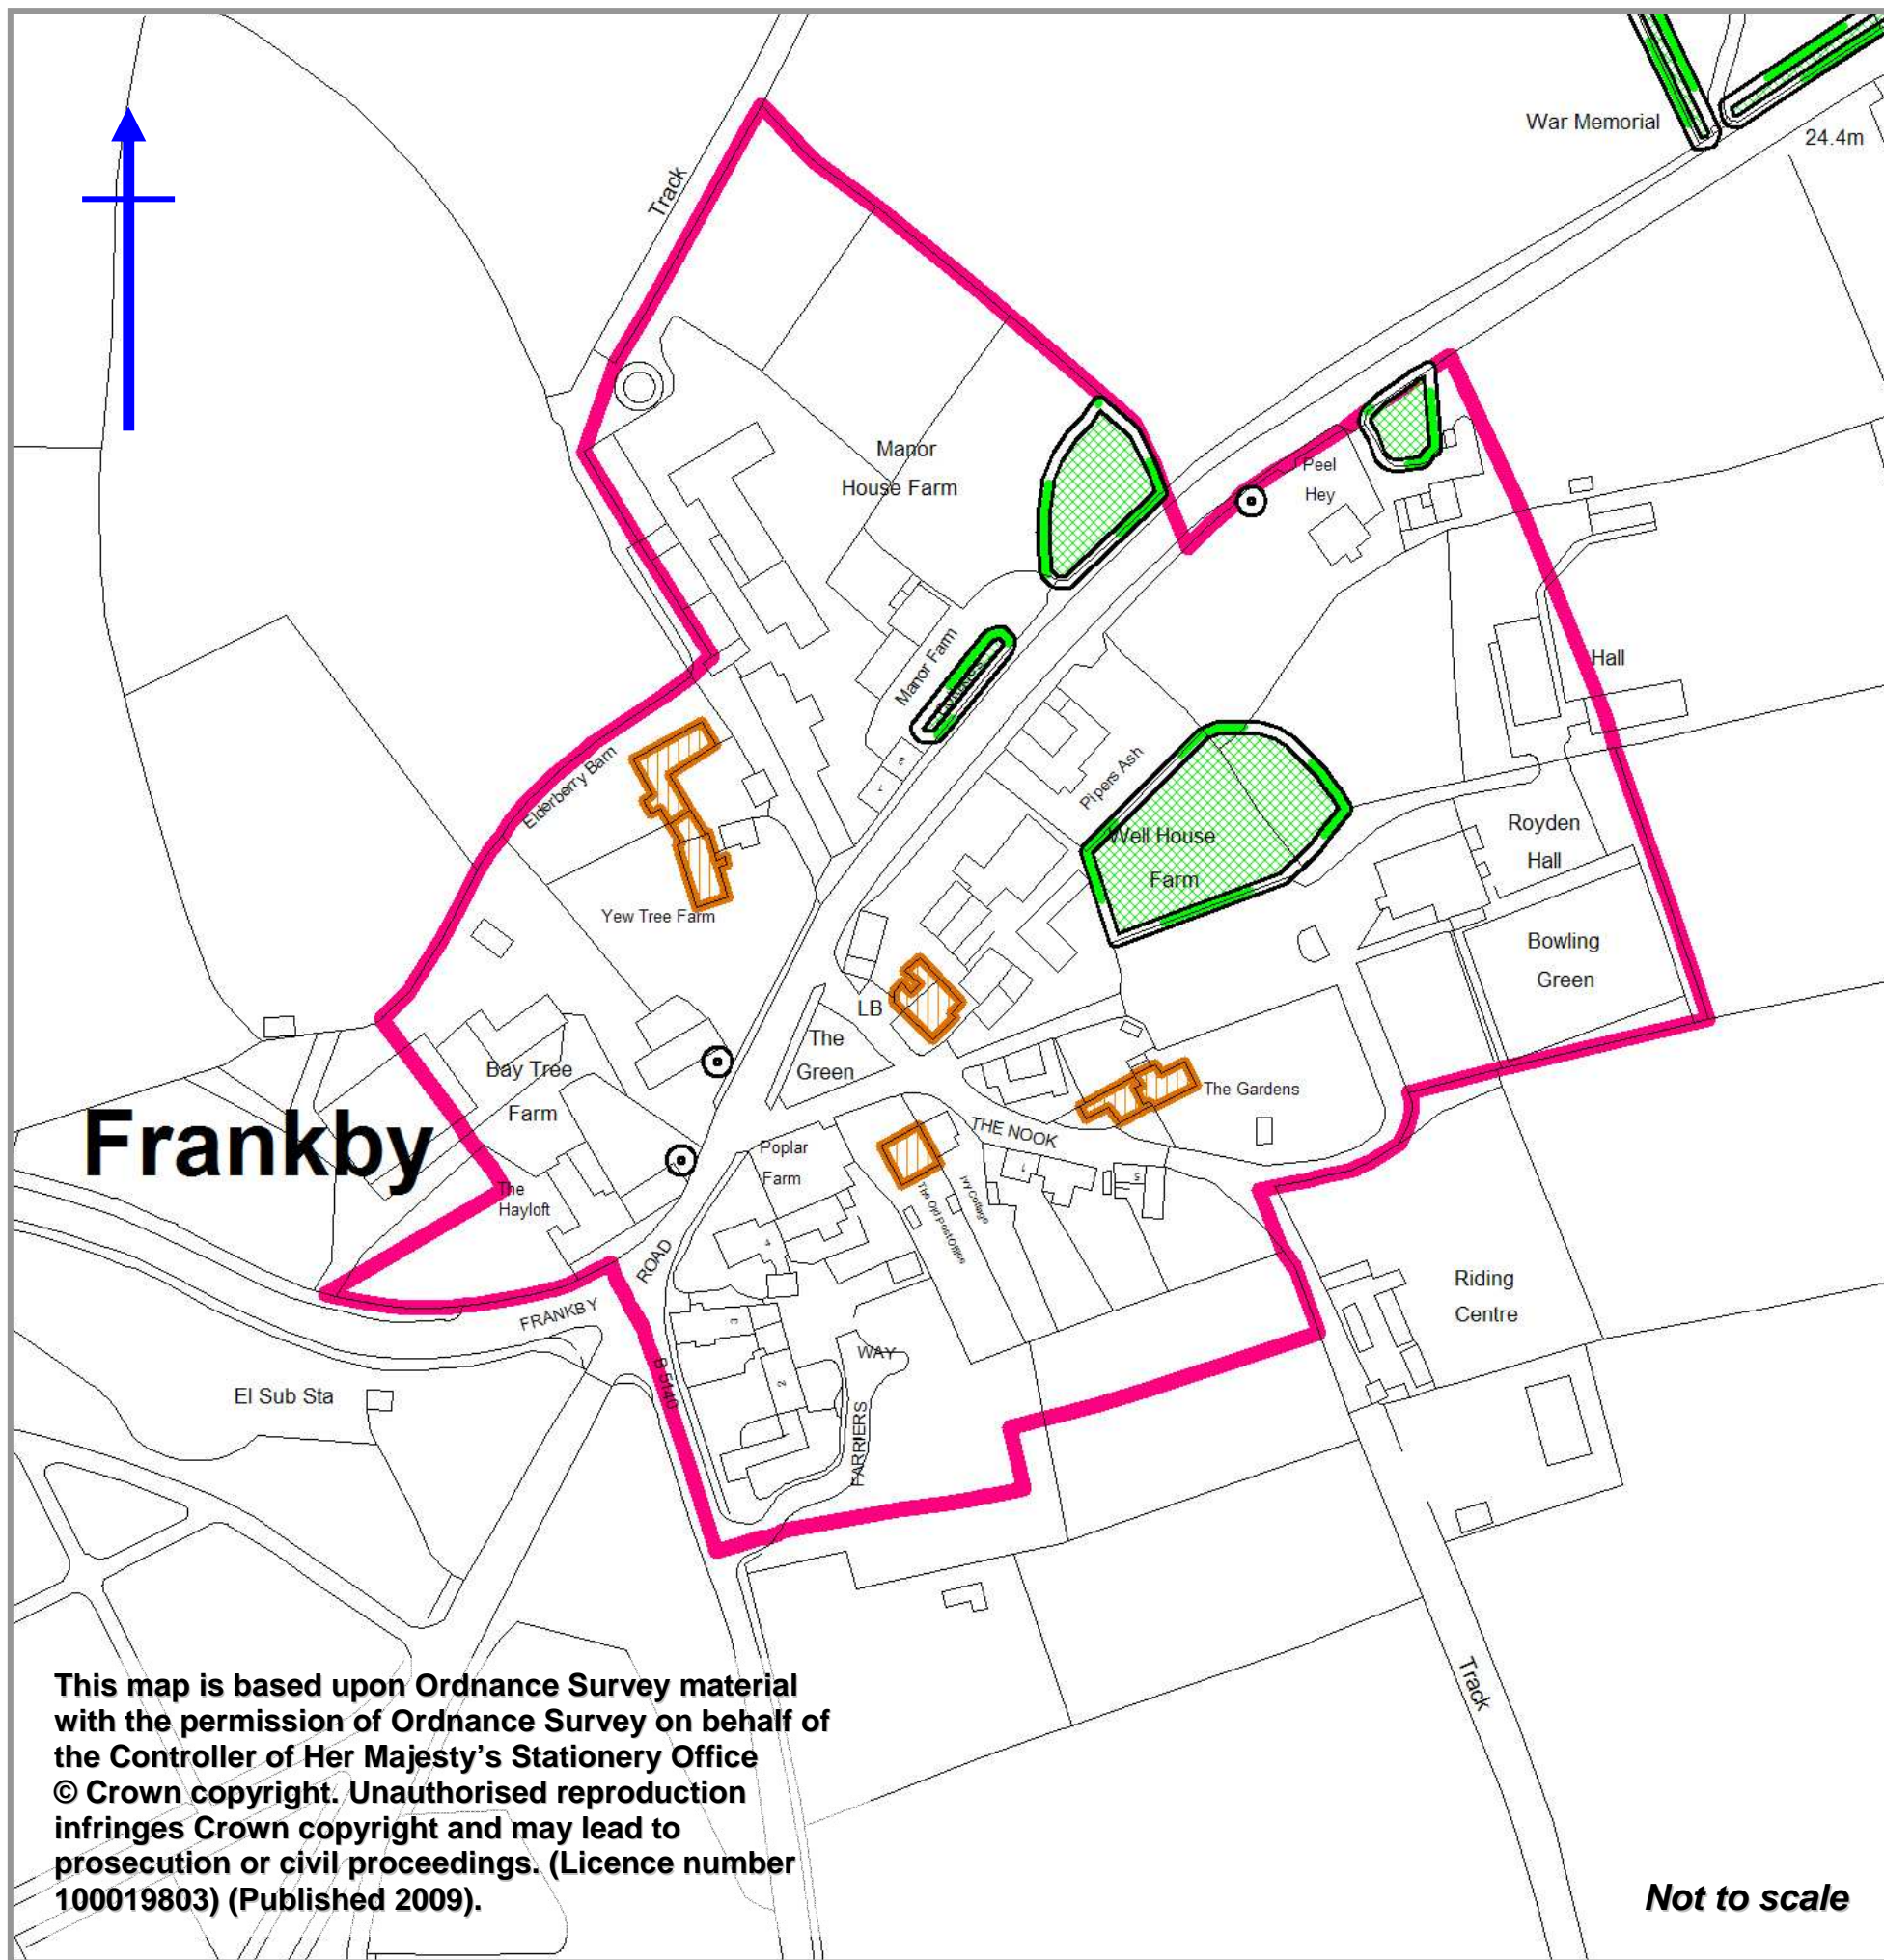 War Memorial
24.4m
Track
Manor
House Farm
Peel
Hey
Manor Farm
Hall
Elderberry Barn
Pipers Ash
Well House
Farm
Royden
Hall
Yew Tree Farm
Bowling
Green
LB
The
Green
Bay Tree
Farm
The Gardens
Frankby
THE NOOK
Poplar
Farm
The
Hayloft
The Old Post Office
Ivy Cottage
1
5
4
ROAD
FRANKBY
Riding
Centre
3
WAY
2
B 5140
El Sub Sta
FARRIERS
Track
This map is based upon Ordnance Survey material
with the permission of Ordnance Survey on behalf of
the Controller of Her Majesty’s Stationery Office
© Crown copyright. Unauthorised reproduction
infringes Crown copyright and may lead to
prosecution or civil proceedings. (Licence number
100019803) (Published 2009).
Not to scale